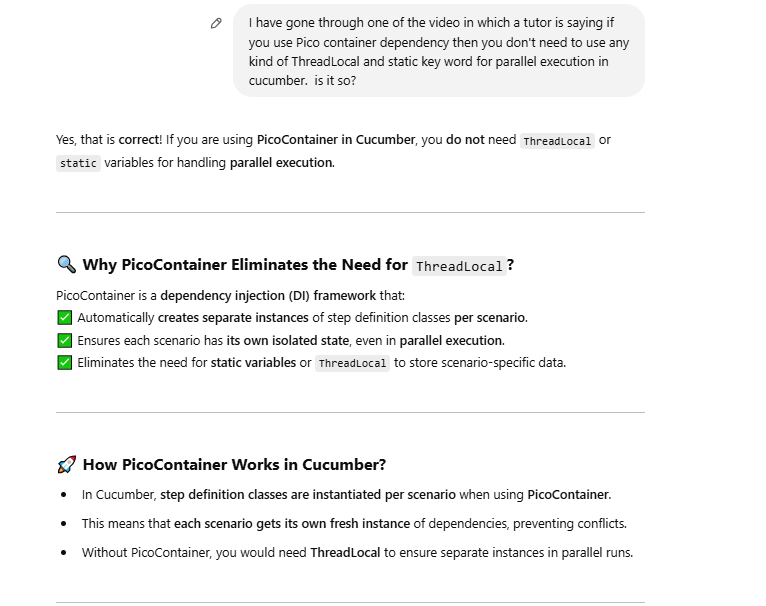 I have gone through one of the video in which a tutor is saying if
you use Pico container dependency then you don't need to use any
kind of ThreadLocal and static key word for parallel execution in
cucumber.  is it so?
Yes, that is correct! If you are using PicoContainer in Cucumber, you do not need ThreadLocal or
static variables for handling parallel execution.
🔍 Why PicoContainer Eliminates the Need for ThreadLocal?
PicoContainer is a dependency injection (DI) framework that:
✅ Automatically creates separate instances of step definition classes per scenario.
✅ Ensures each scenario has its own isolated state, even in parallel execution.
✅ Eliminates the need for static variables or ThreadLocal to store scenario-specific data.
🚀 How PicoContainer Works in Cucumber?
• In Cucumber, step definition classes are instantiated per scenario when using PicoContainer.
• This means that each scenario gets its own fresh instance of dependencies, preventing conflicts.
• Without PicoContainer, you would need ThreadLocal to ensure separate instances in parallel runs.